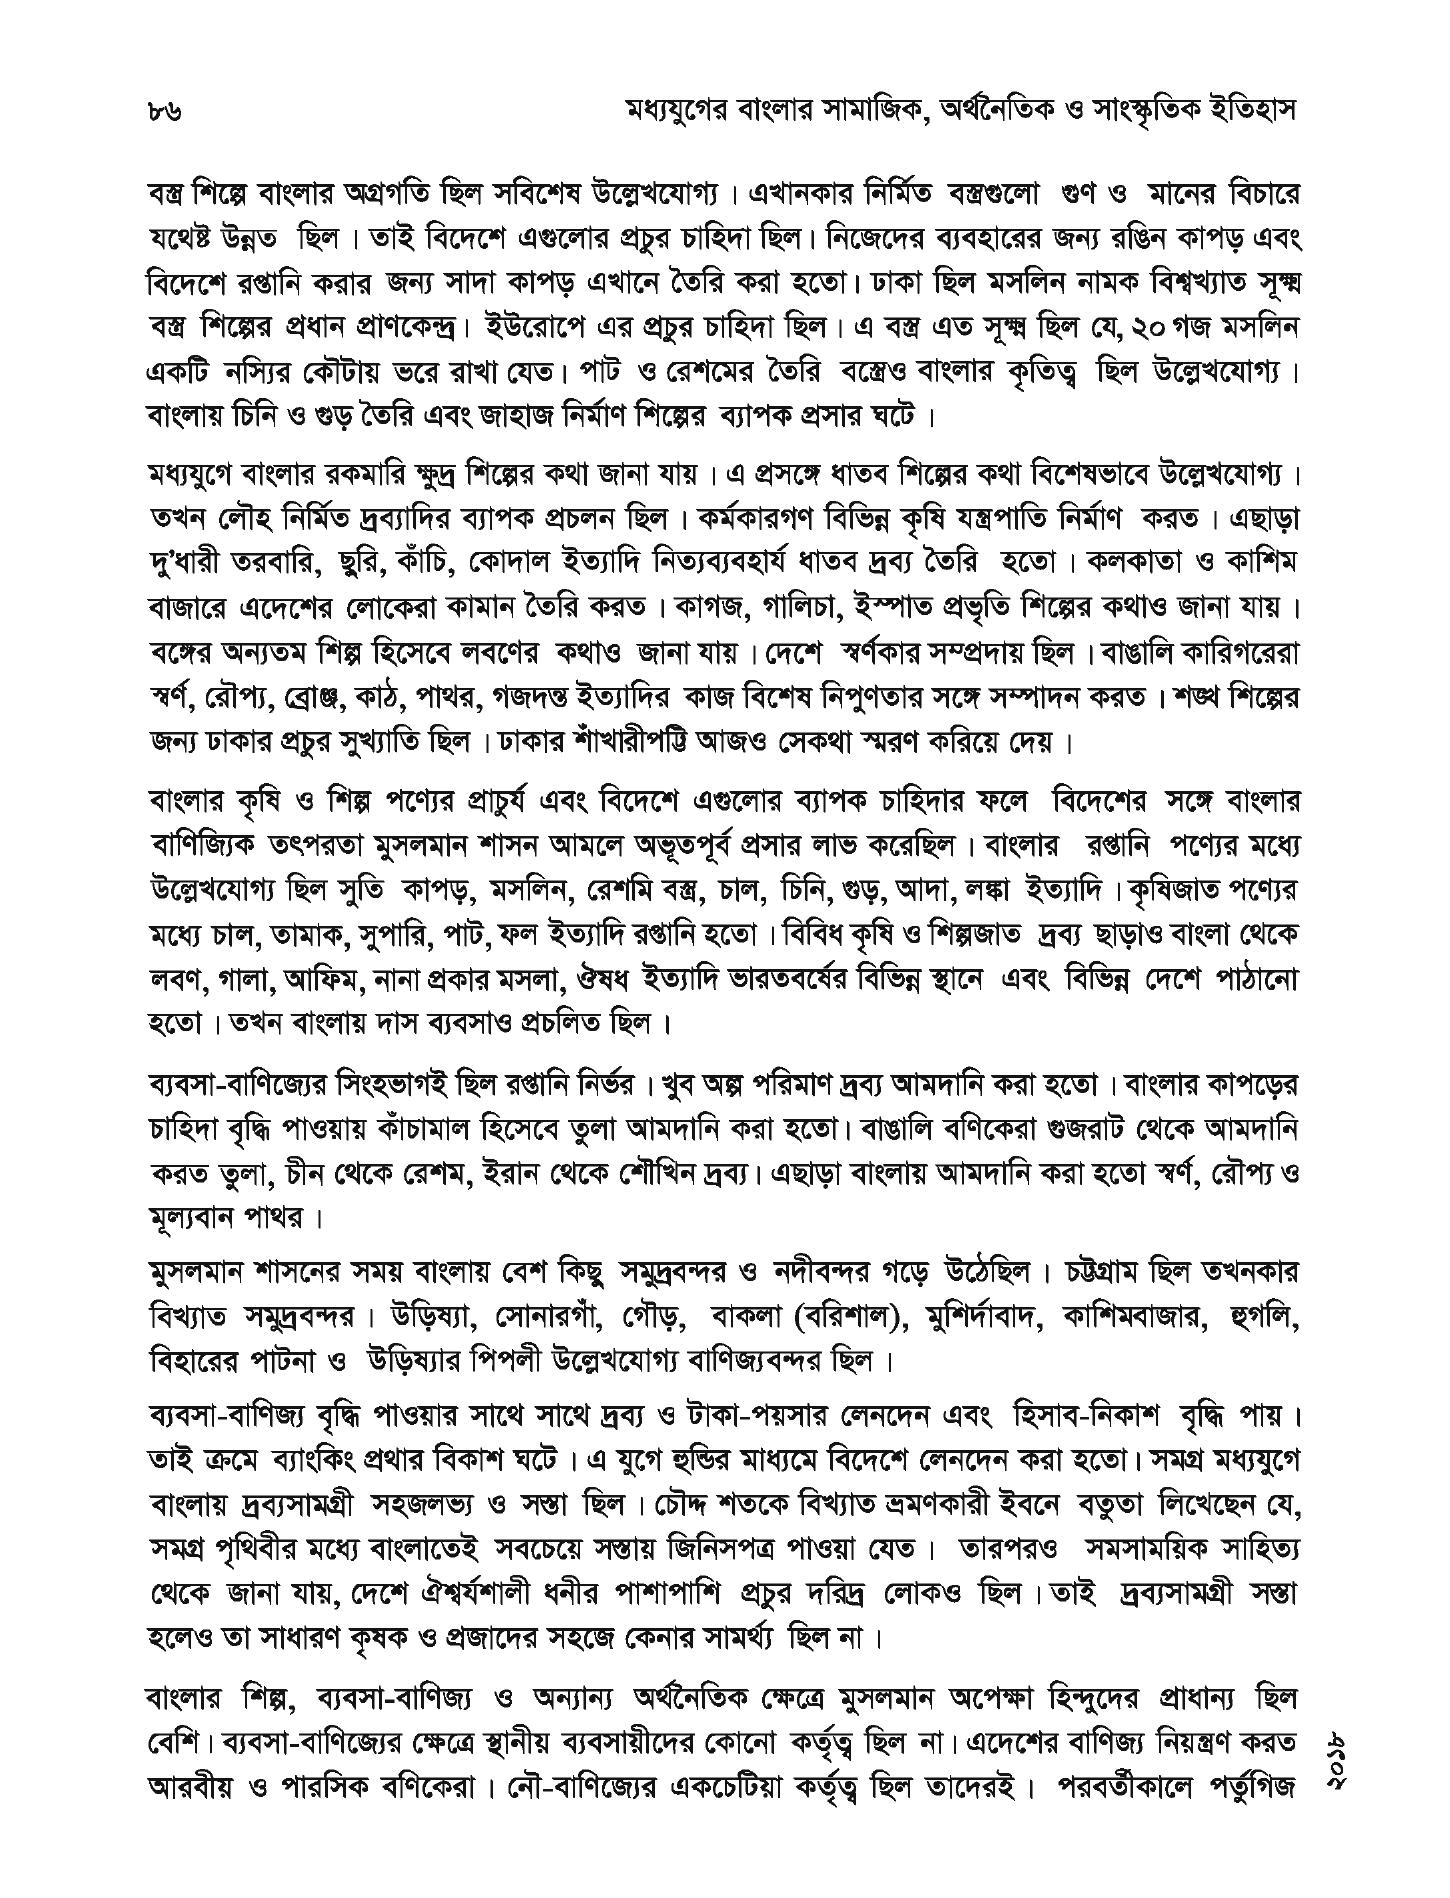 ৮৬
মধ্যযুগের বাংলার সামাজিক, অর্থনৈতিক ও সাংস্কৃতিক ইতিহাস
বস্ত্র শিল্পে বাংলার অগ্রগতি ছিল সবিশেষ উল্লেখযোগ্য । এখানকার নির্মিত বস্ত্রগুলো গুণ ও মানের বিচারে
যথেষ্ট উন্নত ছিল । তাই বিদেশে এগুলোর প্রচুর চাহিদা ছিল। নিজেদের ব্যবহারের জন্য রঙিন কাপড় এবং
বিদেশে রপ্তানি করার জন্য সাদা কাপড় এখানে তৈরি করা হতো। ঢাকা ছিল মসলিন নামক বিশ্বখ্যাত সূক্ষ্ম
বস্ত্র শিল্পের প্রধান প্রাণকেন্দ্র। ইউরোপে এর প্রচুর চাহিদা ছিল। এ বস্ত্র এত সূক্ষ্ম ছিল যে, ২০ গজ মসলিন
একটি নস্যির কৌটায় ভরে রাখা যেত। পাট ও রেশমের তৈরি বস্ত্রেও বাংলার কৃতিত্ব ছিল উল্লেখযোগ্য ।
বাংলায় চিনি ও গুড় তৈরি এবং জাহাজ নির্মাণ শিল্পের ব্যাপক প্রসার ঘটে ।
মধ্যযুগে বাংলার রকমারি ক্ষুদ্র শিল্পের কথা জানা যায় । এ প্রসঙ্গে ধাতব শিল্পের কথা বিশেষভাবে উল্লেখযোগ্য ।
তখন লৌহ নির্মিত দ্রব্যাদির ব্যাপক প্রচলন ছিল । কর্মকারগণ বিভিন্ন কৃষি যন্ত্রপাতি নির্মাণ করত । এছাড়া
দু’ধারী তরবারি, ছুরি, কাঁচি, কোদাল ইত্যাদি নিত্যব্যবহার্য ধাতব দ্রব্য তৈরি হতো । কলকাতা ও কাশিম
বাজারে এদেশের লোকেরা কামান তৈরি করত । কাগজ, গালিচা, ইস্পাত প্রভৃতি শিল্পের কথাও জানা যায় ।
বঙ্গের অন্যতম শিল্প হিসেবে লবণের কথাও জানা যায় । দেশে স্বর্ণকার সম্প্রদায় ছিল । বাঙালি কারিগরেরা
স্বর্ণ, রৌপ্য, ব্রোঞ্জ, কাঠ, পাথর, গজদন্ত ইত্যাদির কাজ বিশেষ নিপুণতার সঙ্গে সম্পাদন করত । শঙ্খ শিল্পের
জন্য ঢাকার প্রচুর সুখ্যাতি ছিল । ঢাকার শাঁখারীপট্টি আজও সেকথা স্মরণ করিয়ে দেয় ।
বাংলার কৃষি ও শিল্প পণ্যের প্রাচুর্য এবং বিদেশে এগুলোর ব্যাপক চাহিদার ফলে বিদেশের সঙ্গে বাংলার
বাণিজ্যিক তৎপরতা মুসলমান শাসন আমলে অভূতপূর্ব প্রসার লাভ করেছিল । বাংলার রপ্তানি পণ্যের মধ্যে
উল্লেখযোগ্য ছিল সুতি কাপড়, মসলিন, রেশমি বস্ত্র, চাল, চিনি, গুড়, আদা, লঙ্কা ইত্যাদি । কৃষিজাত পণ্যের
মধ্যে চাল, তামাক, সুপারি, পাট, ফল ইত্যাদি রপ্তানি হতো । বিবিধ কৃষি ও শিল্পজাত দ্রব্য ছাড়াও বাংলা থেকে
লবণ, গালা, আফিম, নানা প্রকার মসলা, ঔষধ ইত্যাদি ভারতবর্ষের বিভিন্ন স্থানে এবং বিভিন্ন দেশে পাঠানো
হতো । তখন বাংলায় দাস ব্যবসাও প্রচলিত ছিল ।
ব্যবসা-বাণিজ্যের সিংহভাগই ছিল রপ্তানি নির্ভর । খুব অল্প পরিমাণ দ্রব্য আমদানি করা হতো । বাংলার কাপড়ের
চাহিদা বৃদ্ধি পাওয়ায় কাঁচামাল হিসেবে তুলা আমদানি করা হতো। বাঙালি বণিকেরা গুজরাট থেকে আমদানি
করত তুলা, চীন থেকে রেশম, ইরান থেকে শৌখিন দ্রব্য। এছাড়া বাংলায় আমদানি করা হতো স্বর্ণ, রৌপ্য ও
মূল্যবান পাথর ।
মুসলমান শাসনের সময় বাংলায় বেশ কিছু সমুদ্রবন্দর ও নদীবন্দর গড়ে উঠেছিল । চট্টগ্রাম ছিল তখনকার
বিখ্যাত সমুদ্রবন্দর । উড়িষ্যা, সোনারগাঁ, গৌড়, বাকলা (বরিশাল), মুর্শিদাবাদ, কাশিমবাজার, হুগলি,
বিহারের পাটনা ও উড়িষ্যার পিপলী উল্লেখযোগ্য বাণিজ্যবন্দর ছিল ।
ব্যবসা-বাণিজ্য বৃদ্ধি পাওয়ার সাথে সাথে দ্রব্য ও টাকা-পয়সার লেনদেন এবং হিসাব-নিকাশ বৃদ্ধি পায় ।
তাই ক্রমে ব্যাংকিং প্রথার বিকাশ ঘটে । এ যুগে হুন্ডির মাধ্যমে বিদেশে লেনদেন করা হতো। সমগ্র মধ্যযুগে
বাংলায় দ্রব্যসামগ্রী সহজলভ্য ও সস্তা ছিল । চৌদ্দ শতকে বিখ্যাত ভ্রমণকারী ইবনে বতুতা লিখেছেন যে,
সমগ্র পৃথিবীর মধ্যে বাংলাতেই সবচেয়ে সস্তায় জিনিসপত্র পাওয়া যেত । তারপরও সমসাময়িক সাহিত্য
থেকে জানা যায়, দেশে ঐশ্বর্যশালী ধনীর পাশাপাশি প্রচুর দরিদ্র লোকও ছিল । তাই দ্রব্যসামগ্রী সস্তা
হলেও তা সাধারণ কৃষক ও প্রজাদের সহজে কেনার সামর্থ্য ছিল না ।
বাংলার শিল্প, ব্যবসা-বাণিজ্য ও অন্যান্য অর্থনৈতিক ক্ষেত্রে মুসলমান অপেক্ষা হিন্দুদের প্রাধান্য ছিল
বেশি। ব্যবসা-বাণিজ্যের ক্ষেত্রে স্থানীয় ব্যবসায়ীদের কোনো কর্তৃত্ব ছিল না। এদেশের বাণিজ্য নিয়ন্ত্রণ করত
আরবীয় ও পারসিক বণিকেরা । নৌ-বাণিজ্যের একচেটিয়া কর্তৃত্ব ছিল তাদেরই । পরবর্তীকালে পর্তুগিজ
২০১৮